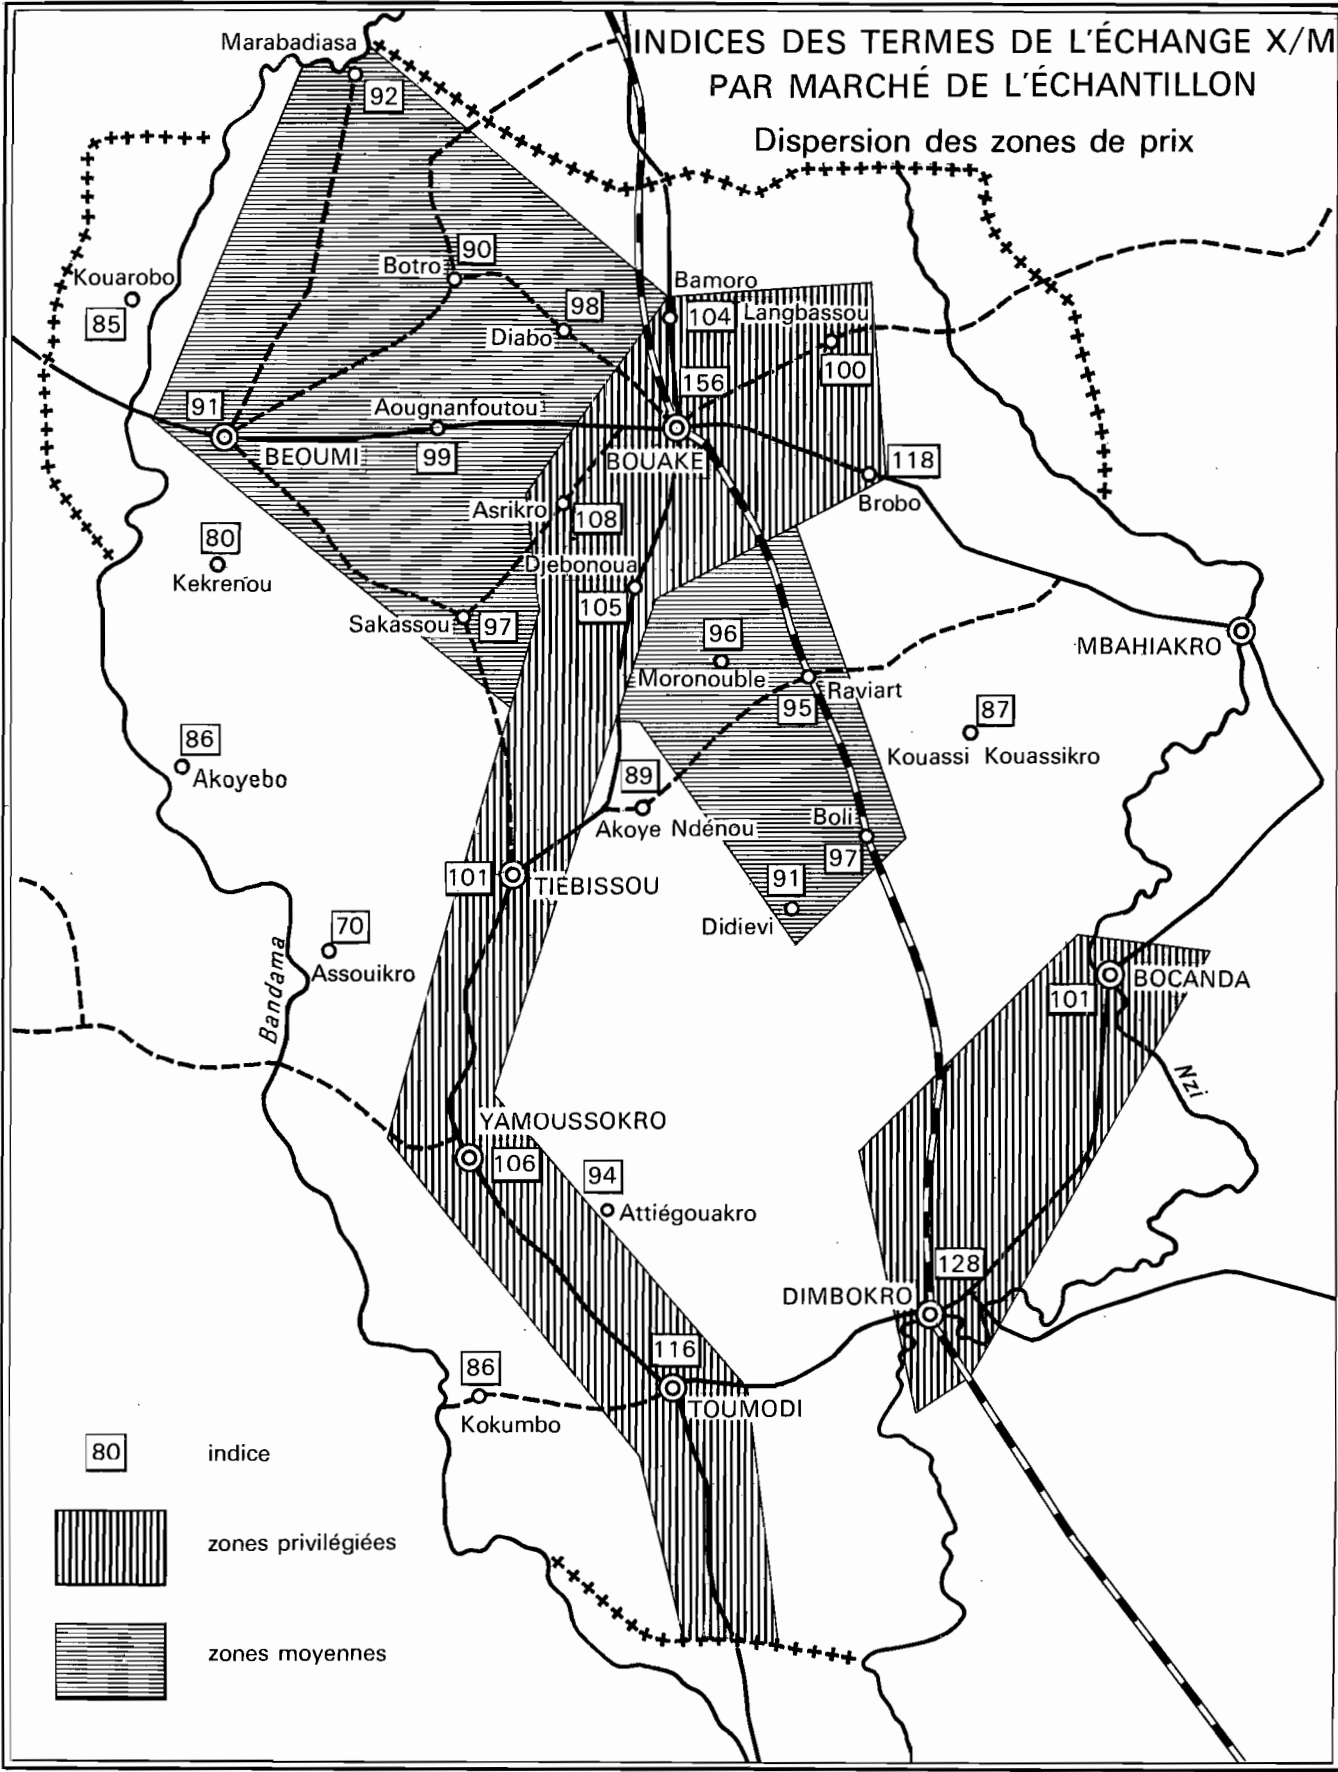 INDICES DES TERMES DE L'ÉCHANGE X/M
PAR MARCHÉ DE L'ÉCHANTILLON
Dispersion des zones de prix
Marabadiasa
92
Kouarobo
85
Botro
90
Diabo
98
Bamoro
104
Langbassou
100
156
BOUAKE
91
BEOUMI
Aougnanfoutou
99
118
Brobo
Asrikro
108
Djebonoua
105
80
Kekrenou
Sakassou
97
96
Moronouble
Raviart
95
MBAHIAKRO
87
Kouassi Kouassikro
86
Akoyebo
89
Akoye Ndénou
Boli
97
91
Didievi
101
TIEBISSOU
70
Assouikro
Bandama
BOCANDA
101
Nzi
YAMOUSSOKRO
106
94
Attiégouakro
128
DIMBOKRO
116
TOUMODI
86
Kokumbo
80
indice
zones privilégiées
zones moyennes